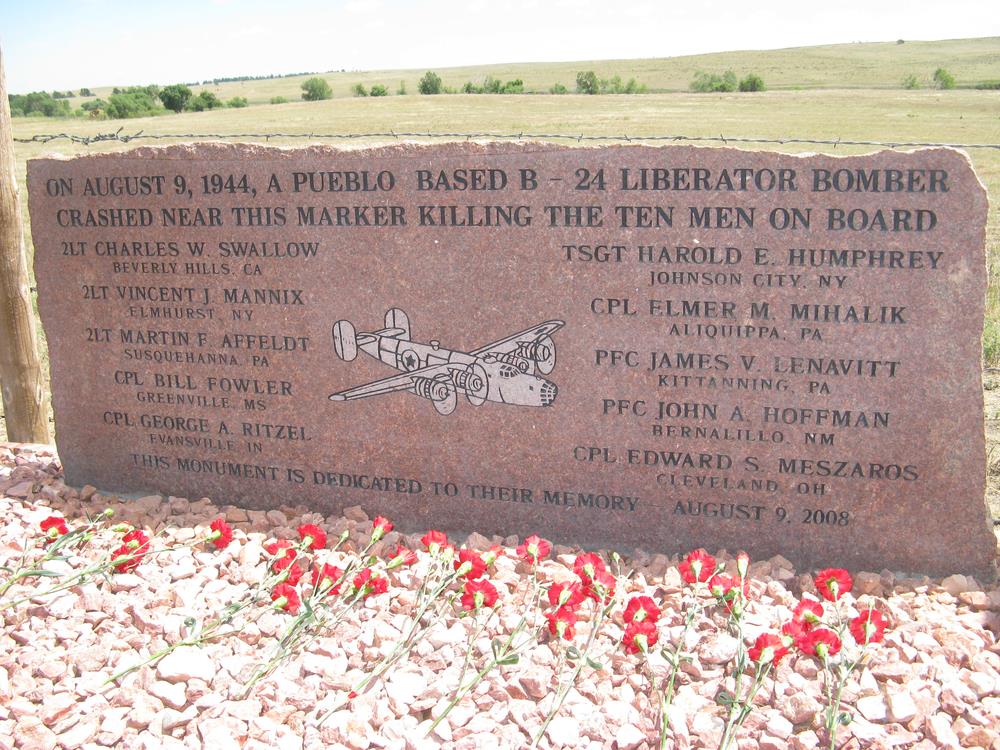 ON AUGUST 9, 1944, A PUEBLO BASED B - 24 LIBERATOR BOMBER
CRASHED NEAR THIS MARKER KILLING THE TEN MEN ON BOARD
2LT CHARLES W. SWALLOW
BEVERLY HILLS, CA
2LT VINCENT J. MANNIX
ELMHURST, NY
2LT MARTIN F. AFFELDT
SUSQUEHANNA, PA
CPL BILL FOWLER
GREENVILLE, MS
CPL GEORGE A. RITZEL
EVANSVILLE, IN
TSGT HAROLD E. HUMPHREY
JOHNSON CITY, NY
CPL ELMER M. MIHALIK
ALIQUIPPA, PA
PFC JAMES V. LENAVITT
KITTANNING, PA
PFC JOHN A. HOFFMAN
BERNALILLO, NM
CPL EDWARD S. MESZAROS
CLEVELAND, OH
THIS MONUMENT IS DEDICATED TO THEIR MEMORY - AUGUST 9, 2008